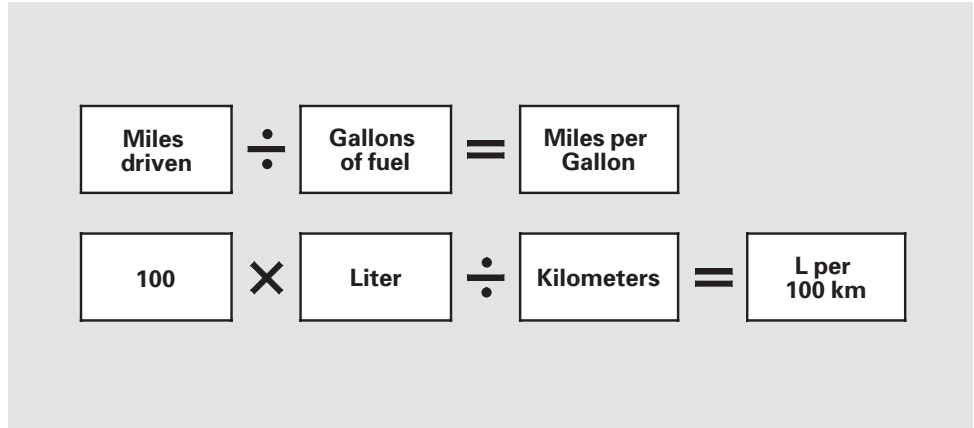 Miles driven ÷ Gallons of fuel = Miles per Gallon
100 × Liter ÷ Kilometers = L per 100 km